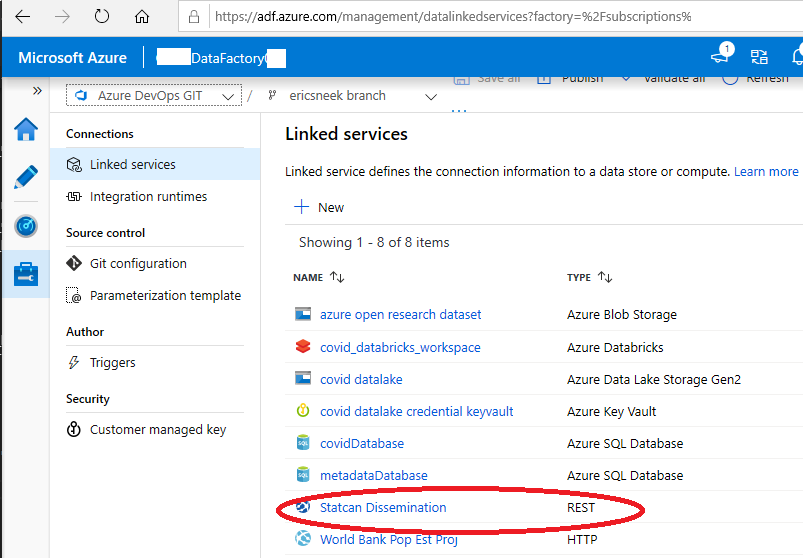 https://adf.azure.com/management/datalinkedservices?factory=%2Fsubscriptions%
Microsoft Azure
DataFactory
1
Azure DevOps GIT
/
ericsneek branch
Save all
Publish
Validate all
Refresh
...
»
Connections
Linked services
Integration runtimes
Source control
Git configuration
Parameterization template
Author
Triggers
Security
Customer managed key
Linked services
Linked service defines the connection information to a data store or compute. Learn more
New
Showing 1 - 8 of 8 items
NAME TYPE
azure open research dataset Azure Blob Storage
covid_databricks_workspace Azure Databricks
covid datalake Azure Data Lake Storage Gen2
covid datalake credential keyvault Azure Key Vault
covidDatabase Azure SQL Database
metadataDatabase Azure SQL Database
Statcan Dissemination REST
World Bank Pop Est Proj HTTP